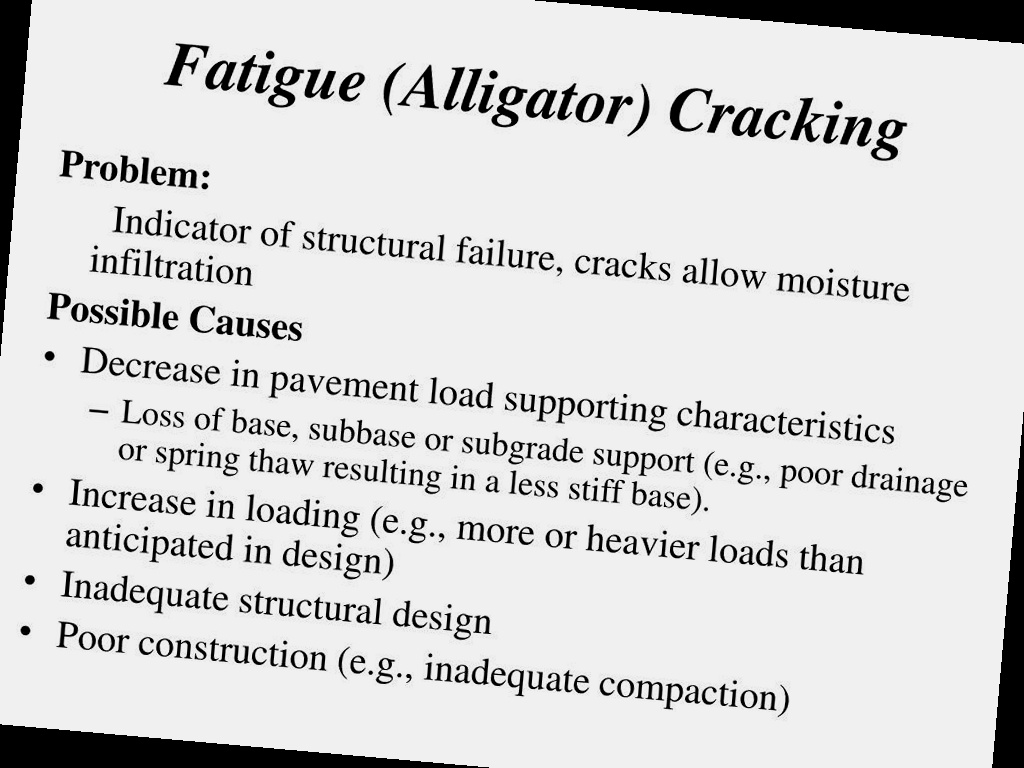 Fatigue (Alligator) Cracking
Problem:
Indicator of structural failure, cracks allow moisture
infiltration
Possible Causes
• Decrease in pavement load supporting characteristics
– Loss of base, subbase or subgrade support (e.g., poor drainage
or spring thaw resulting in a less stiff base).
• Increase in loading (e.g., more or heavier loads than
anticipated in design)
• Inadequate structural design
• Poor construction (e.g., inadequate compaction)